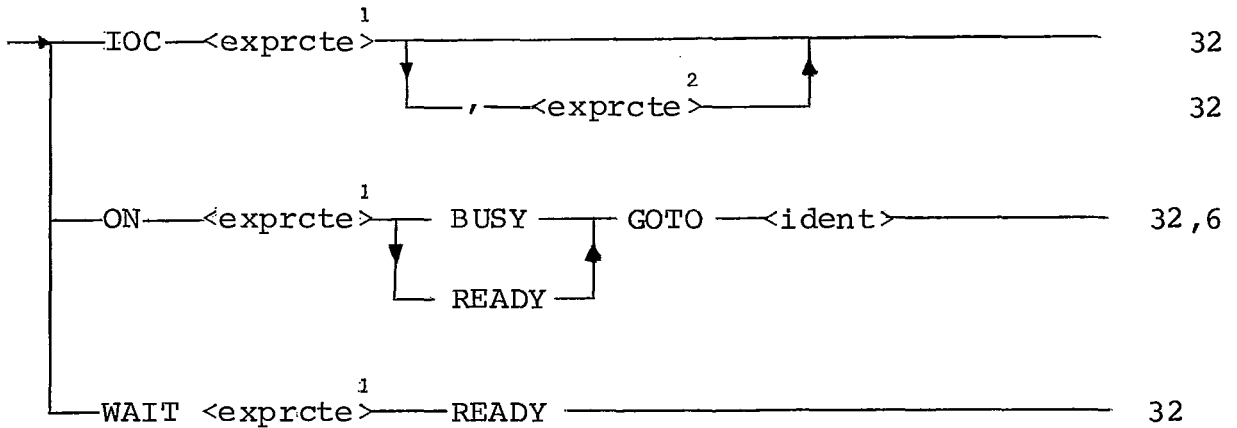 1
IOC <exprcte> 32
2
, <exprcte> 32
1
ON <exprcte> BUSY GOTO <ident> 32,6
READY
1
WAIT <exprcte> READY 32